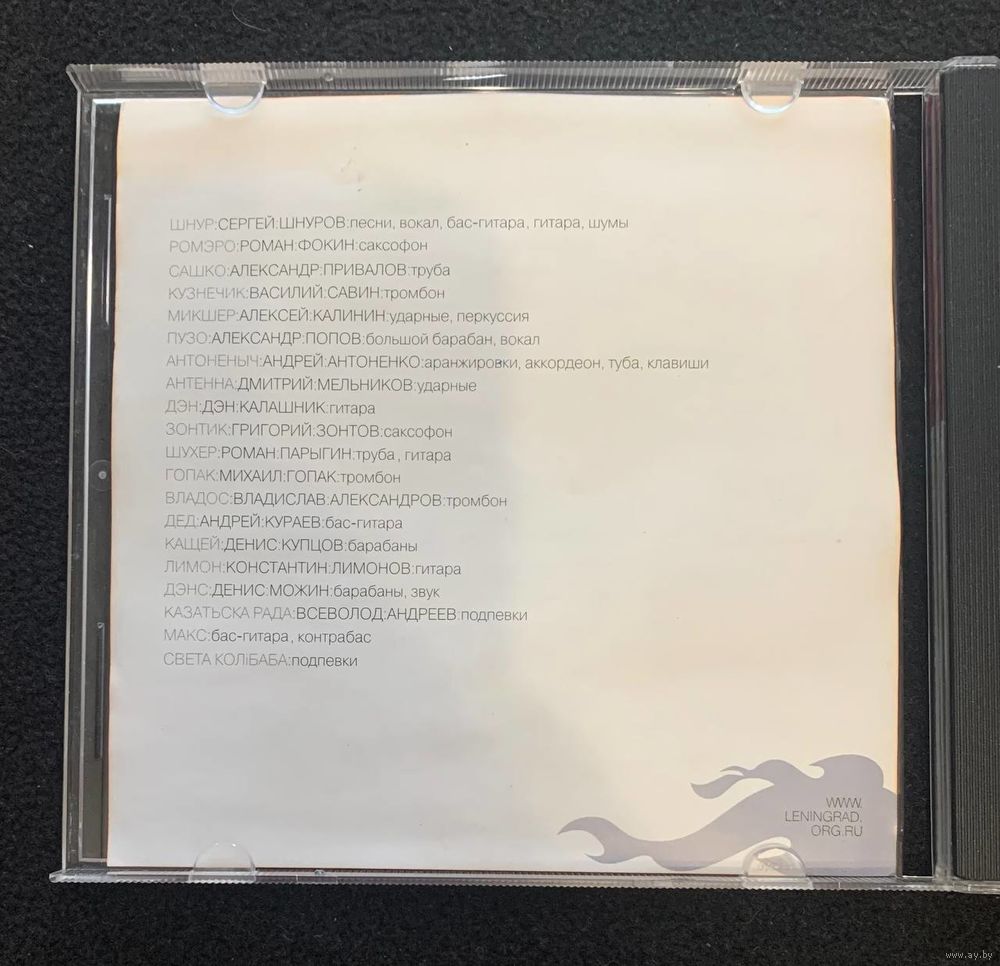 ШНУР:СЕРГЕЙ:ШНУРОВ:песни, вокал, бас-гитара, гитара, шумы
РОМЭРО:РОМАН:ФОКИН:саксофон
САШКО:АЛЕКСАНДР:ПРИВАЛОВ:труба
КУЗНЕЧИК:ВАСИЛИЙ:САВИН:тромбон
МИКШЕР:АЛЕКСЕЙ:КАЛИНИН:ударные, перкуссия
ПУЗО:АЛЕКСАНДР:ПОПОВ:большой барабан, вокал
АНТОНЕНЫЧ:АНДРЕЙ:АНТОНЕНКО:аранжировки, аккордеон, туба, клавиши
АНТЕННА:ДМИТРИЙ:МЕЛЬНИКОВ:ударные
ДЭН:ДЭН:КАЛАШНИК:гитара
ЗОНТИК:ГРИГОРИЙ:ЗОНТОВ:саксофон
ШУХЕР:РОМАН:ПАРЫГИН:труба, гитара
ГОПАК:МИХАИЛ:ГОПАК:тромбон
ВЛАДОС:ВЛАДИСЛАВ:АЛЕКСАНДРОВ:тромбон
ДЕД:АНДРЕЙ:КУРАЕВ:бас-гитара
КАЩЕЙ:ДЕНИС:КУПЦОВ:барабаны
ЛИМОН:КОНСТАНТИН:ЛИМОНОВ:гитара
ДЭНС:ДЕНИС:МОЖИН:барабаны, звук
КАЗАТЬСКА РАДА:ВСЕВОЛОД:АНДРЕЕВ:подпевки
МАКС:бас-гитара, контрабас
СВЕТА КОЛiБАБА:подпевки
WWW.
LENINGRAD.
ORG.RU
www.ay.by